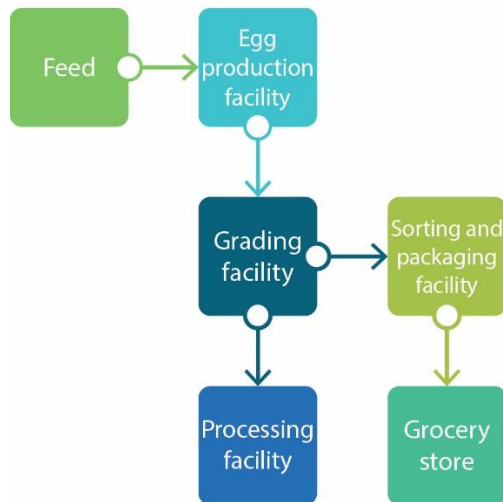 Feed
Egg
production
facility
Grading
facility
Sorting and
packaging
facility
Processing
facility
Grocery
store